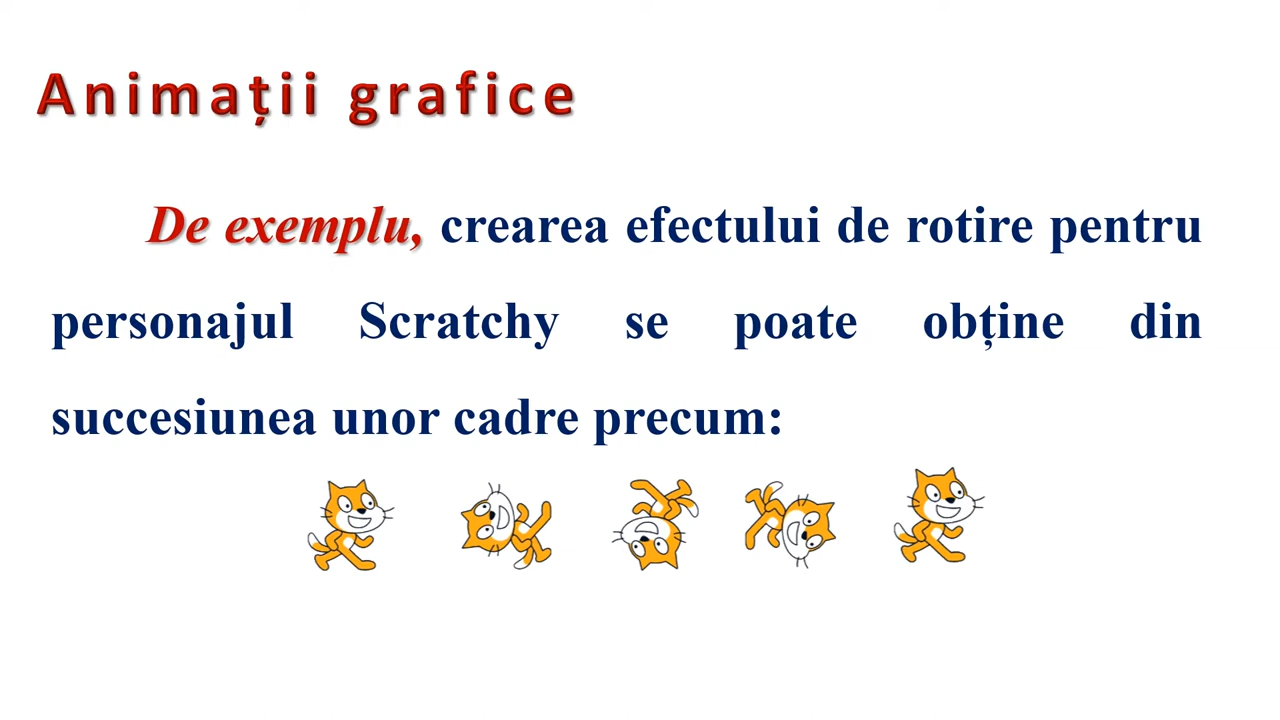 Animații grafice
De exemplu, crearea efectului de rotire pentru
personajul Scratchy se poate obține din
succesiunea unor cadre precum: